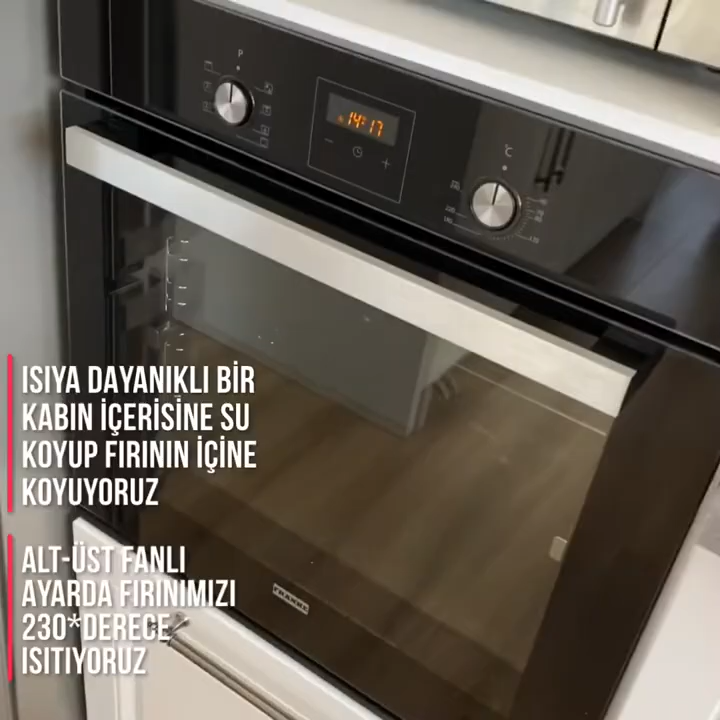 P
14:17
°C
ISIYA DAYANIKLI BİR
KABIN İÇERİSİNE SU
KOYUP FIRININ İÇİNE
KOYUYORUZ
ALT-ÜST FANLI
AYARDA FIRINIMIZI
230*DERECE
ISITIYORUZ
FRANKE